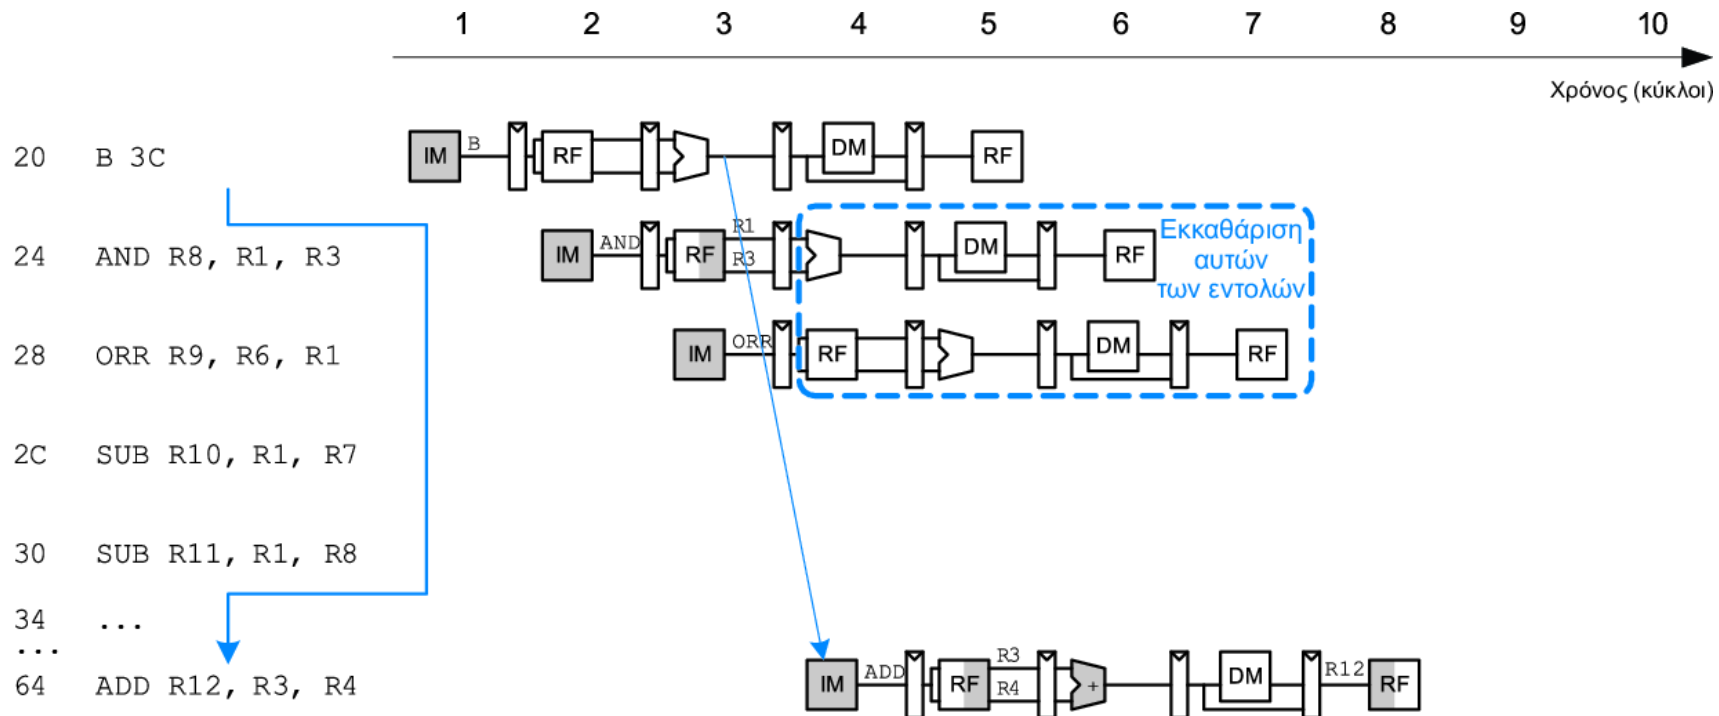 1 2 3 4 5 6 7 8 9 10
Χρόνος (κύκλοι)
20 B 3C
IM B RF DM RF
24 AND R8, R1, R3
IM AND RF R1 R3 DM RF
Εκκαθάριση
αυτών
των εντολών
28 ORR R9, R6, R1
IM ORR RF DM RF
2C SUB R10, R1, R7
30 SUB R11, R1, R8
34 ...
...
64 ADD R12, R3, R4
IM ADD RF R3 R4 + DM R12 RF